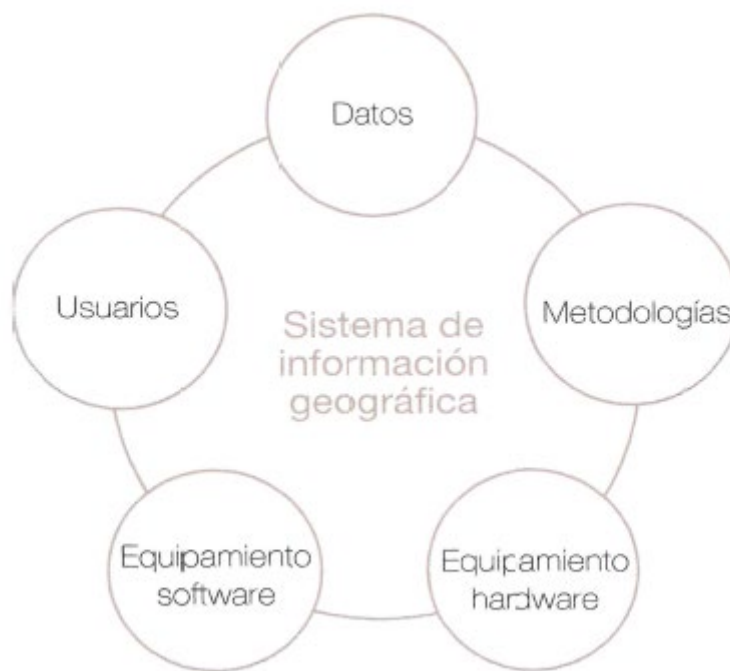 Datos
Usuarios
Metodologías
Sistema de
información
geográfica
Equipamiento
software
Equipamiento
hardware